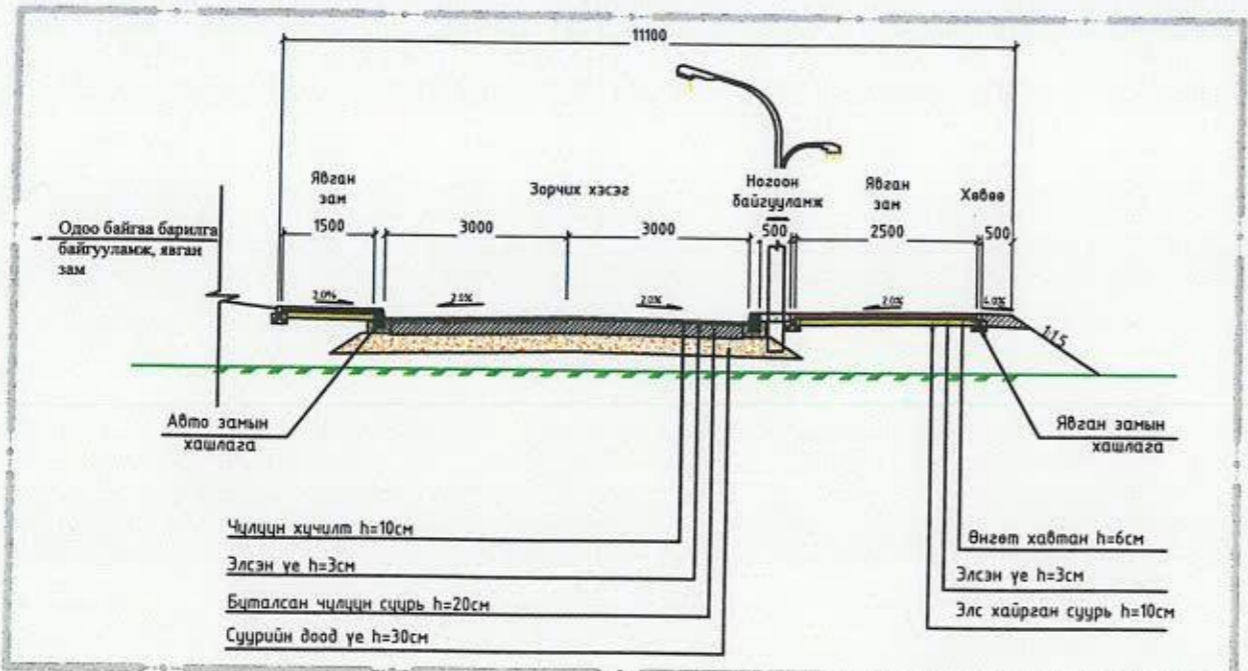 11100
Явган
зам
Зорчих хэсэг
Ногоон
байгууламж
Явган
зам
Хөвөө
Одоо байгаа барилга
байгууламж, явган
зам
1500
3000
3000
500
2500
500
2.0%
2.0%
2.0%
4.0%
1:1.5
Авто замын
хашлага
Явган замын
хашлага
Чулуун хучилт h=10см
Элсэн үе h=3см
Буталсан чулуун суурь h=20см
Суурийн доод үе h=30см
Өнгөт хавтан h=6см
Элсэн үе h=3см
Элс хайрган суурь h=10см